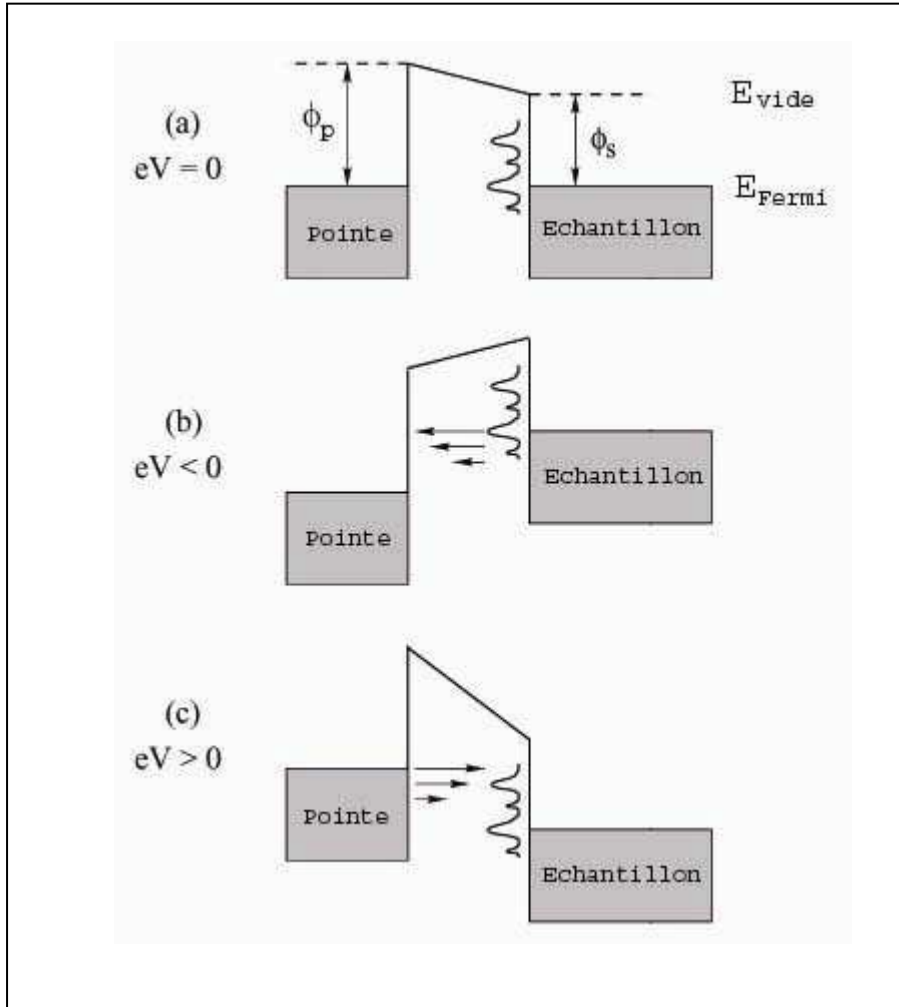 (a)
eV = 0
ϕp
ϕs
Evide
EFermi
Pointe
Echantillon
(b)
eV < 0
Echantillon
Pointe
(c)
eV > 0
Pointe
Echantillon